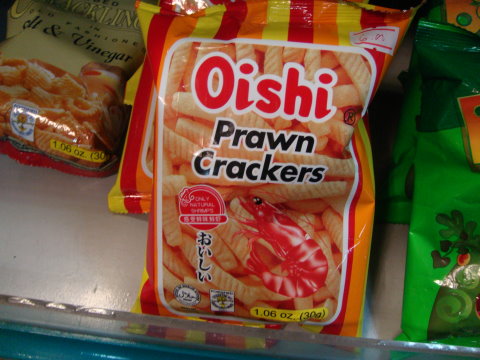 & Vinegar
1.06 oz. (30
Oishi®
Prawn
Crackers
ONLY
NATURAL
SHRIMPS
おいしい
1.06 oz. (30g)